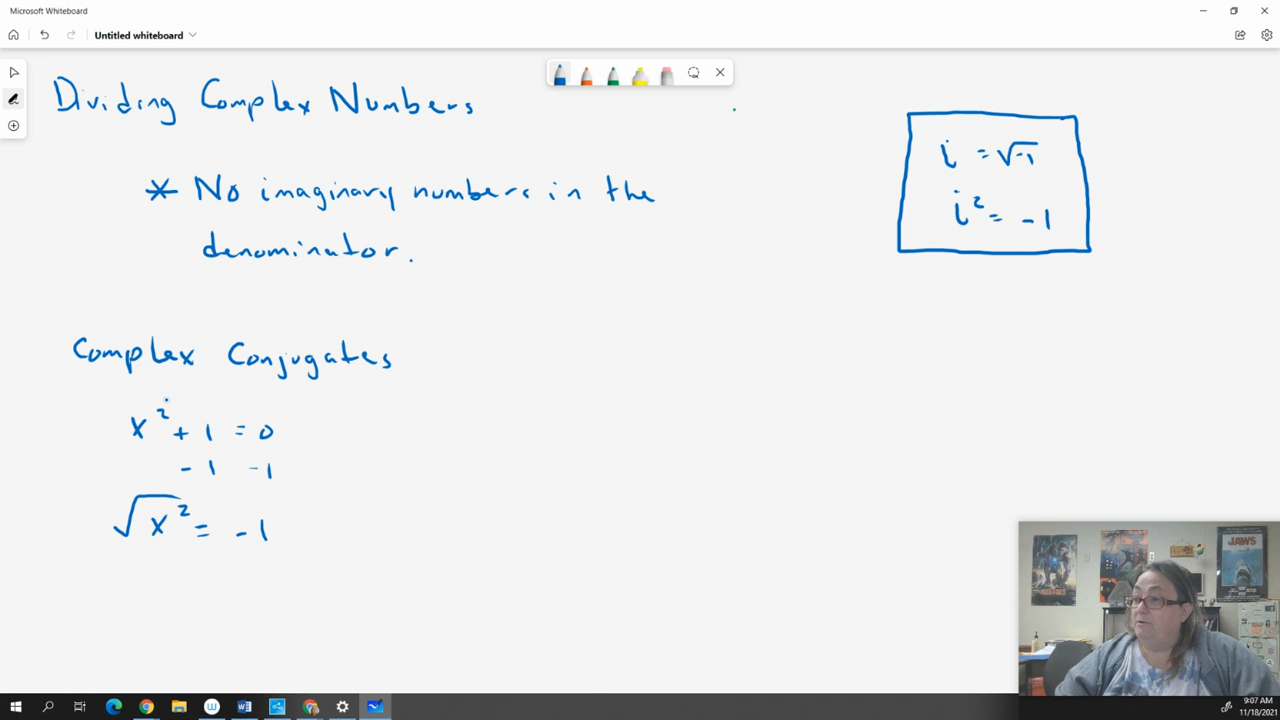 Microsoft Whiteboard
Untitled whiteboard
Dividing Complex Numbers
* No imaginary numbers in the
denominator.
i = √-1
i² = -1
Complex Conjugates
x² + 1 = 0
- 1 -1
√x² = -1
JAWS
9:07 AM
11/18/2021